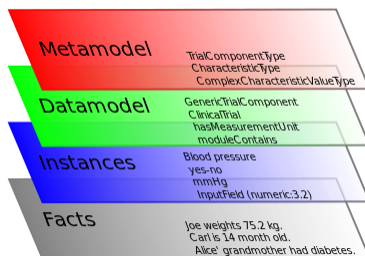 Metamodel
TrialComponentType
CharacteristicType
ComplexCharacteristicValueType
Datamodel
GenericTrialComponent
ClinicalTrial
hasMeasurementUnit
moduleContains
Instances
Blood pressure
yes-no
mmHg
InputField (numeric:3.2)
Facts
Joe weights 75.2 kg.
Carl is 14 month old.
Alice' grandmother had diabetes.